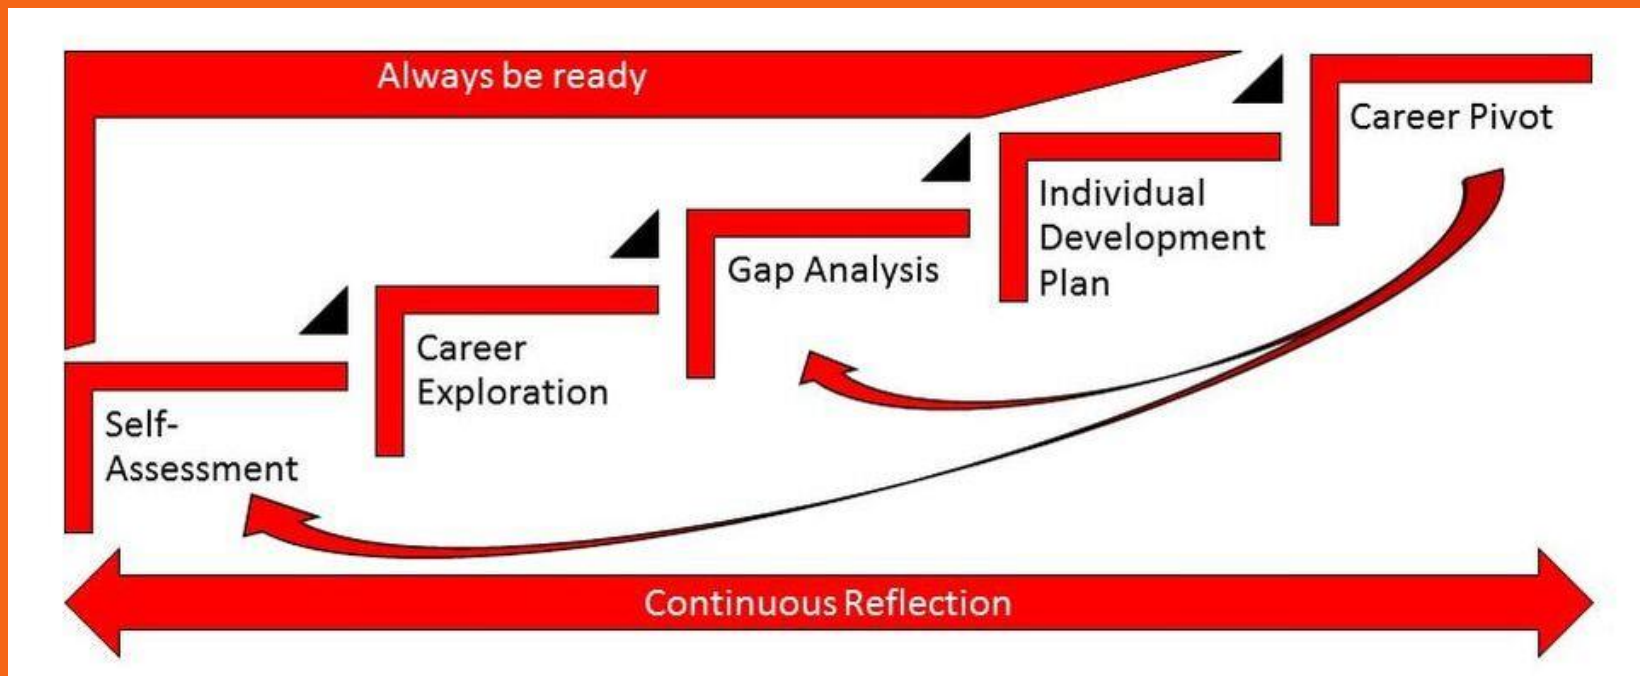 Always be ready
Career Pivot
Individual
Development
Plan
Gap Analysis
Career
Exploration
Self-
Assessment
Continuous Reflection